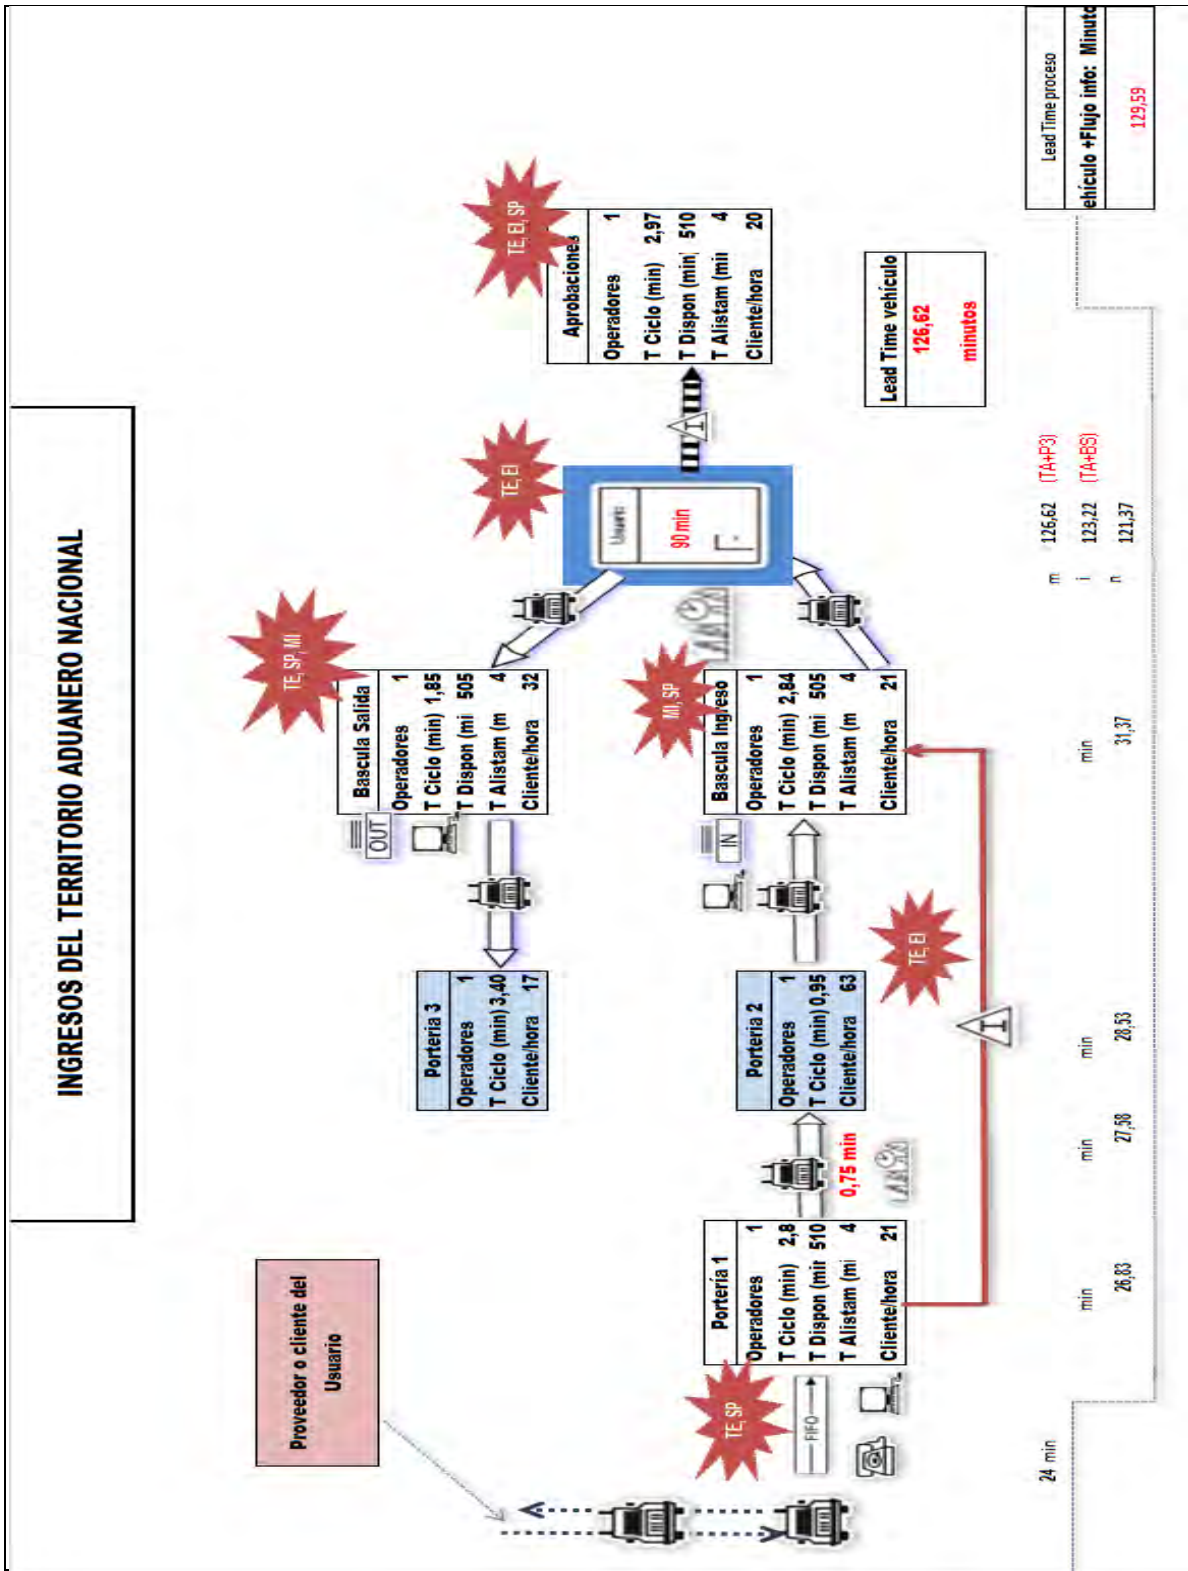 INGRESOS DEL TERRITORIO ADUANERO NACIONAL
Proveedor o cliente del
Usuario
TE, SP, MI
Bascula Salida
Operadores 1
T Ciclo (min) 1,85
T Dispon (mi 505
T Alistam (m 4
Cliente/hora 32
OUT
Portería 3
Operadores 1
T Ciclo (min) 3,40
Cliente/hora 17
TE, EI
Usuario
90 min
TE, EI, SP
Aprobaciones
Operadores 1
T Ciclo (min) 2,97
T Dispon (min) 510
T Alistam (min 4
Cliente/hora 20
I
TE, SP
FIFO
Portería 1
Operadores 1
T Ciclo (min) 2,8
T Dispon (mir 510
T Alistam (mi 4
Cliente/hora 21
0,75 min
Portería 2
Operadores 1
T Ciclo (min) 0,95
Cliente/hora 63
IN
MI, SP
Bascula Ingreso
Operadores 1
T Ciclo (min) 2,84
T Dispon (mi 505
T Alistam (m 4
Cliente/hora 21
TE, EI
I
Lead Time vehículo
126,62
minutos
24 min
min
26,83
min
27,58
min
28,53
min
31,37
m 126,62 (TA+P3)
i 123,22 (TA+BS)
n 121,37
Lead Time proceso
ehículo +Flujo info: Minuto
129,59